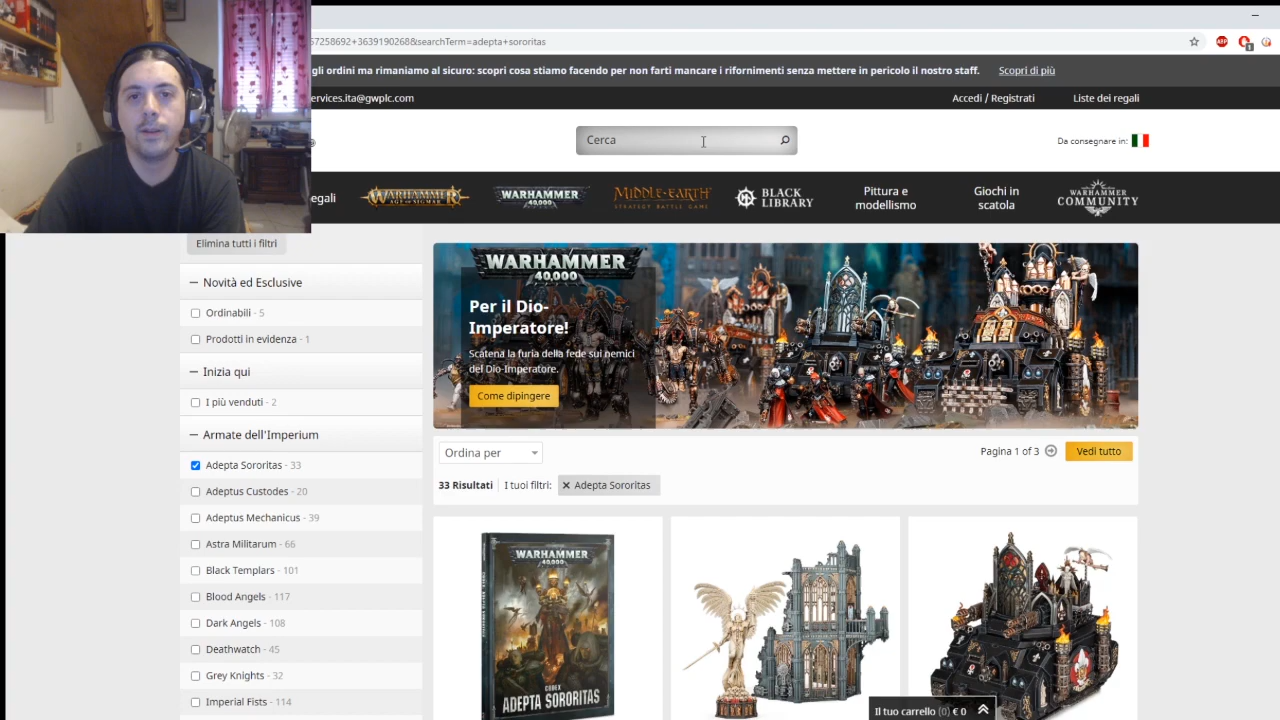 57258692+3639190268&searchTerm=adepta+sororitas
gli ordini ma rimaniamo al sicuro: scopri cosa stiamo facendo per non farti mancare i rifornimenti senza mettere in pericolo il nostro staff. Scopri di più
ervices.ita@gwplc.com
Accedi / Registrati
Liste dei regali
Cerca
Da consegnare in:
egali
WARHAMMER
AGE OF SIGMAR
WARHAMMER
40,000
MIDDLE-EARTH
STRATEGY BATTLE GAME
BLACK
LIBRARY
Pittura e
modellismo
Giochi in
scatola
WARHAMMER
COMMUNITY
Elimina tutti i filtri
Novità ed Esclusive
Ordinabili - 5
Prodotti in evidenza - 1
Inizia qui
I più venduti - 2
Armate dell'Imperium
Adepta Sororitas - 33
Adeptus Custodes - 20
Adeptus Mechanicus - 39
Astra Militarum - 66
Black Templars - 101
Blood Angels - 117
Dark Angels - 108
Deathwatch - 45
Grey Knights - 32
Imperial Fists - 114
WARHAMMER
40,000
Per il Dio-
Imperatore!
Scatena la furia della fede sui nemici
del Dio-Imperatore.
Come dipingere
Ordina per
Pagina 1 of 3
Vedi tutto
33 Risultati
I tuoi filtri:
Adepta Sororitas
WARHAMMER
40,000
CODEX
ADEPTA SORORITAS
Il tuo carrello (0) € 0
ABP
1